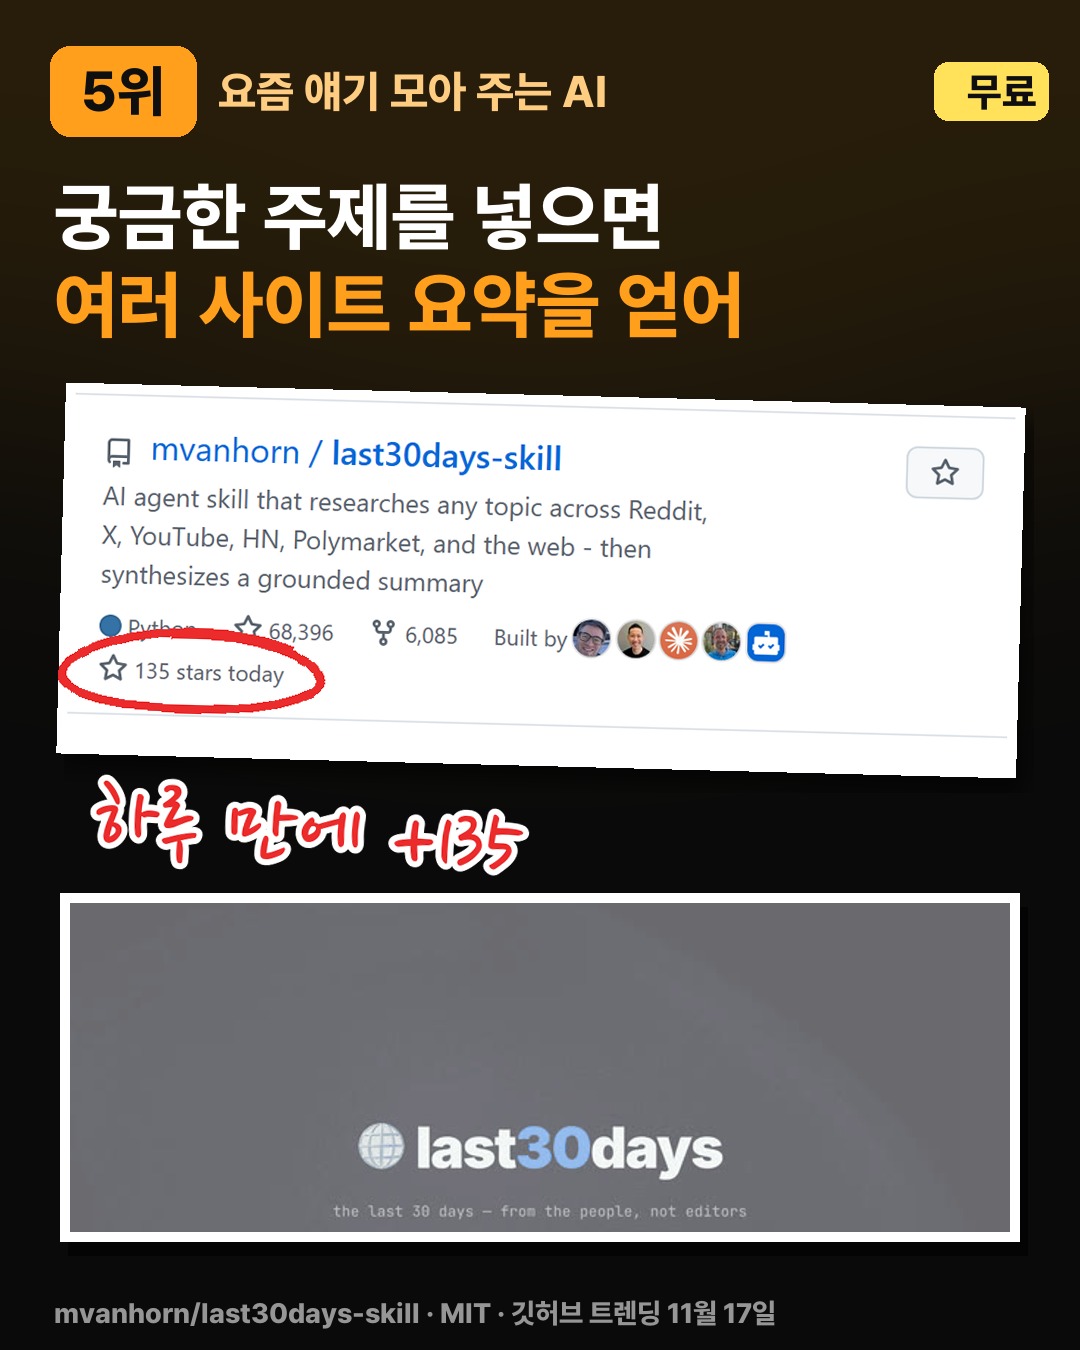 5위
요즘 얘기 모아 주는 AI
무료
궁금한 주제를 넣으면
여러 사이트 요약을 얻어
mvanhorn / last30days-skill
AI agent skill that researches any topic across Reddit,
X, YouTube, HN, Polymarket, and the web - then
synthesizes a grounded summary
Python 68,396 6,085 Built by
135 stars today
하루 만에 +135
last30days
the last 30 days — from the people, not editors
mvanhorn/last30days-skill · MIT · 깃허브 트렌딩 11월 17일